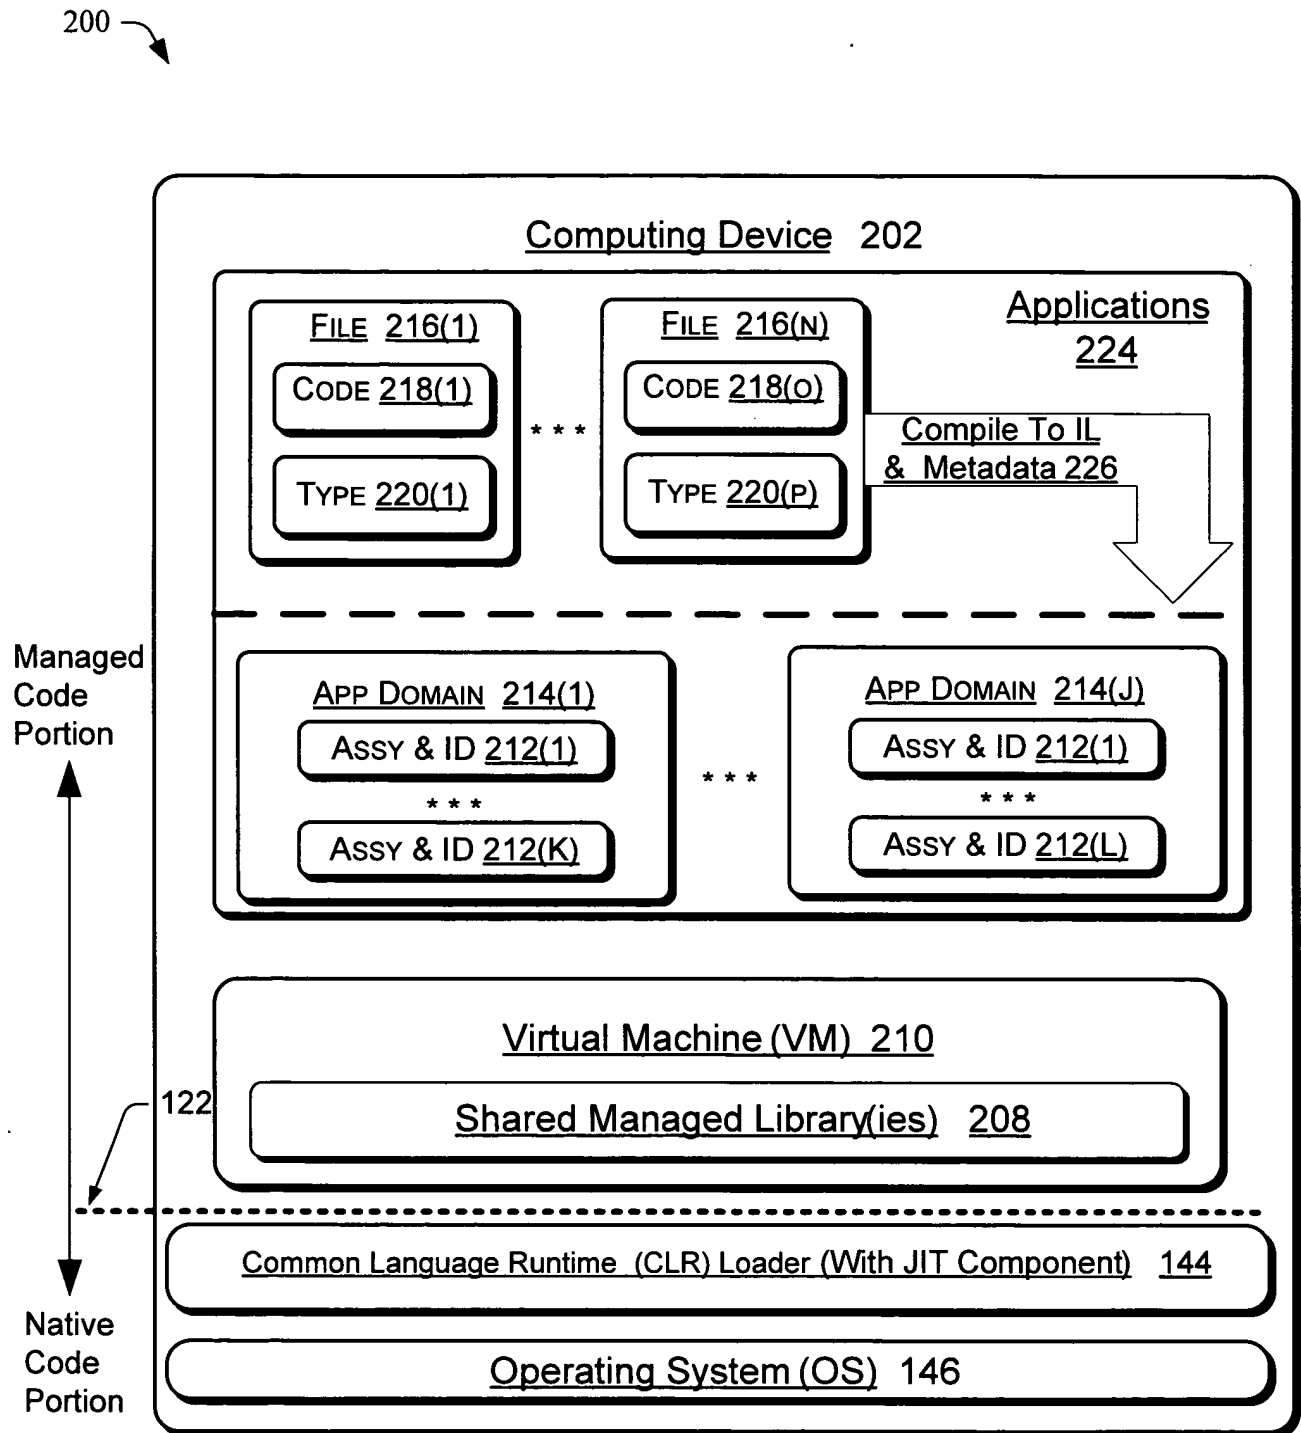 200
Computing Device 202
Applications
224
FILE 216(1)
CODE 218(1)
TYPE 220(1)
* * *
FILE 216(N)
CODE 218(O)
TYPE 220(P)
Compile To IL
& Metadata 226
Managed
Code
Portion
APP DOMAIN 214(1)
ASSY & ID 212(1)
* * *
ASSY & ID 212(K)
* * *
APP DOMAIN 214(J)
ASSY & ID 212(1)
* * *
ASSY & ID 212(L)
Virtual Machine (VM) 210
Shared Managed Library(ies) 208
122
Common Language Runtime (CLR) Loader (With JIT Component) 144
Native
Code
Portion
Operating System (OS) 146